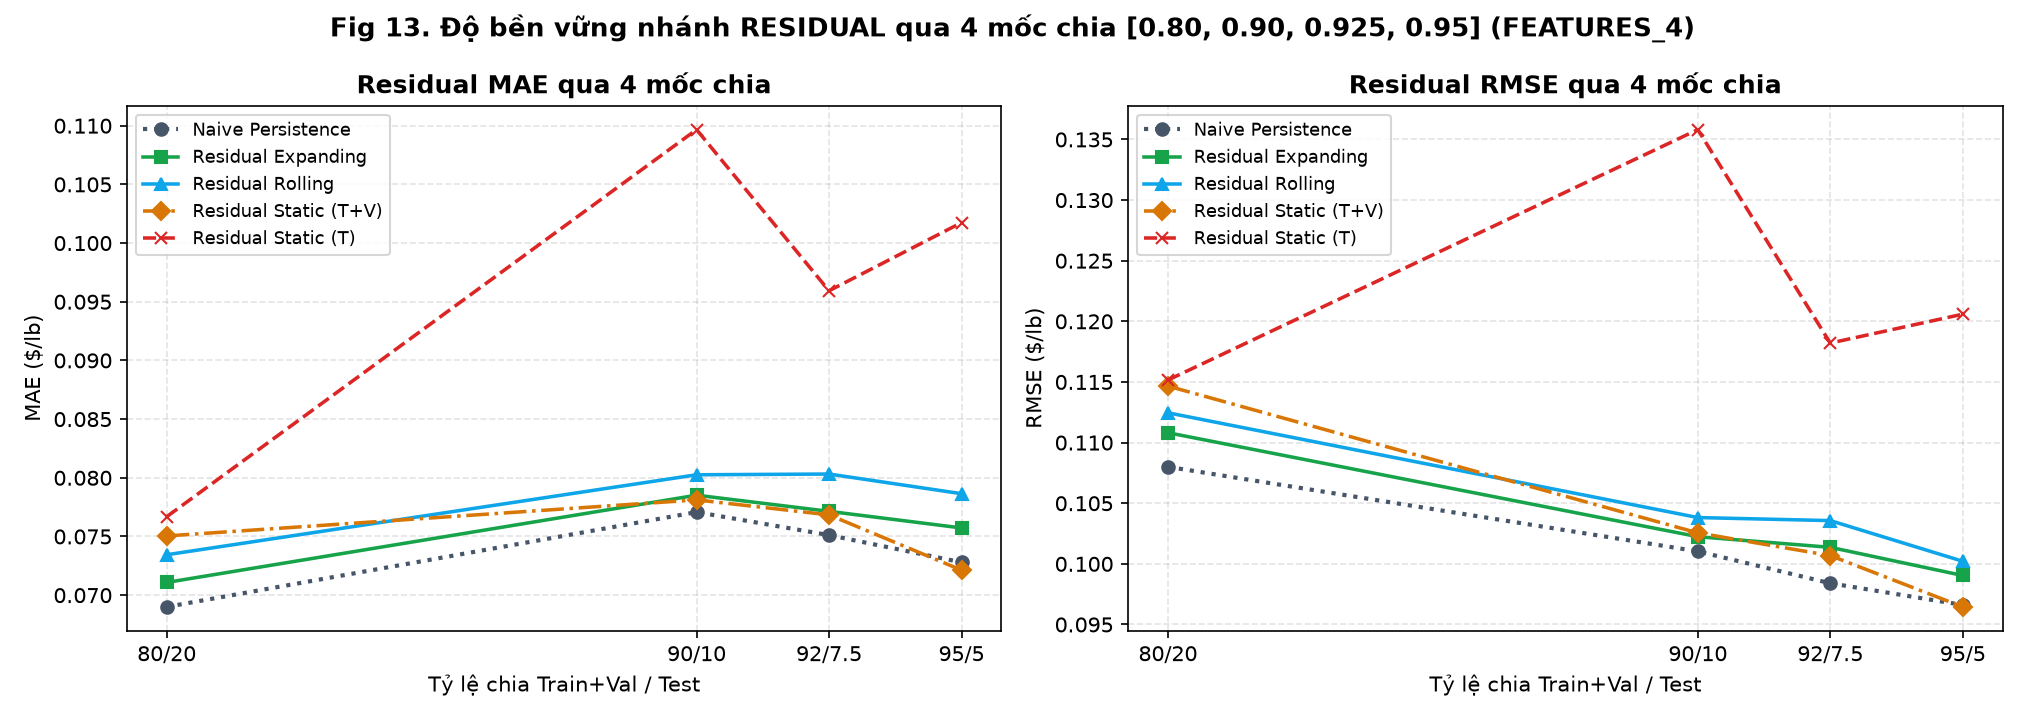 Fig 13. Độ bền vững nhánh RESIDUAL qua 4 mốc chia [0.80, 0.90, 0.925, 0.95] (FEATURES_4)
Residual MAE qua 4 mốc chia
Naive Persistence
Residual Expanding
Residual Rolling
Residual Static (T+V)
Residual Static (T)
MAE ($/lb)
0.110
0.105
0.100
0.095
0.090
0.085
0.080
0.075
0.070
80/20
90/10
92/7.5
95/5
Tỷ lệ chia Train+Val / Test
Residual RMSE qua 4 mốc chia
Naive Persistence
Residual Expanding
Residual Rolling
Residual Static (T+V)
Residual Static (T)
RMSE ($/lb)
0.135
0.130
0.125
0.120
0.115
0.110
0.105
0.100
0.095
80/20
90/10
92/7.5
95/5
Tỷ lệ chia Train+Val / Test